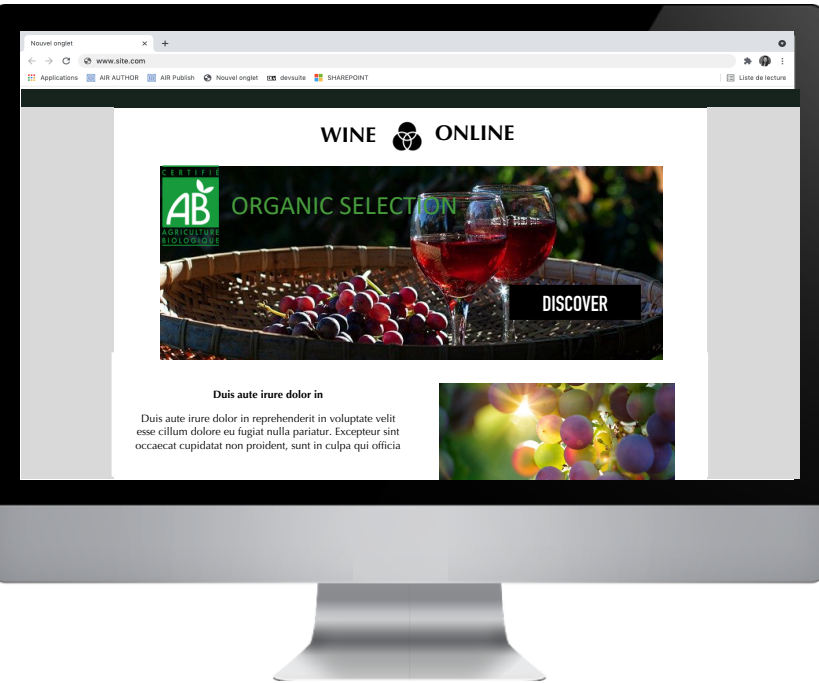 Nouvel onglet
www.site.com
Applications AIR AUTHOR AIR Publish Nouvel onglet devsuite SHAREPOINT Liste de lecture
WINE ONLINE
CERTIFIÉ
AB
AGRICULTURE
BIOLOGIQUE
ORGANIC SELECTION
DISCOVER
Duis aute irure dolor in
Duis aute irure dolor in reprehenderit in voluptate velit
esse cillum dolore eu fugiat nulla pariatur. Excepteur sint
occaecat cupidatat non proident, sunt in culpa qui officia